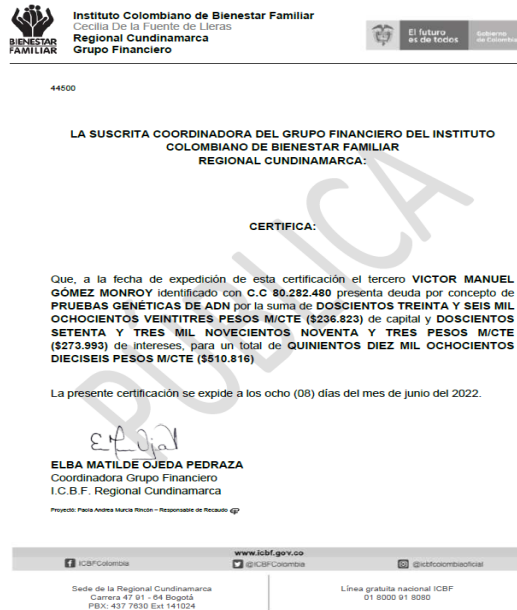 BIENESTAR
FAMILIAR
Instituto Colombiano de Bienestar Familiar
Cecilia De la Fuente de Lleras
Regional Cundinamarca
Grupo Financiero
El futuro
es de todos
Gobierno
de Colombia
44500
LA SUSCRITA COORDINADORA DEL GRUPO FINANCIERO DEL INSTITUTO
COLOMBIANO DE BIENESTAR FAMILIAR
REGIONAL CUNDINAMARCA:
CERTIFICA:
PÚBLICA
Que, a la fecha de expedición de esta certificación el tercero VICTOR MANUEL
GÓMEZ MONROY identificado con C.C 80.282.480 presenta deuda por concepto de
PRUEBAS GENÉTICAS DE ADN por la suma de DOSCIENTOS TREINTA Y SEIS MIL
OCHOCIENTOS VEINTITRES PESOS M/CTE ($236.823) de capital y DOSCIENTOS
SETENTA Y TRES MIL NOVECIENTOS NOVENTA Y TRES PESOS M/CTE
($273.993) de intereses, para un total de QUINIENTOS DIEZ MIL OCHOCIENTOS
DIECISEIS PESOS M/CTE ($510.816)
La presente certificación se expide a los ocho (08) días del mes de junio del 2022.
ELBA MATILDE OJEDA PEDRAZA
Coordinadora Grupo Financiero
I.C.B.F. Regional Cundinamarca
Proyectó: Paola Andrea Murcia Rincón – Responsable de Recaudo
www.icbf.gov.co
ICBFColombia
@ICBFColombia
@icbfcolombiaoficial
Sede de la Regional Cundinamarca
Carrera 47 91 - 64 Bogotá
PBX: 437 7630 Ext 141024
Línea gratuita nacional ICBF
01 8000 91 8080